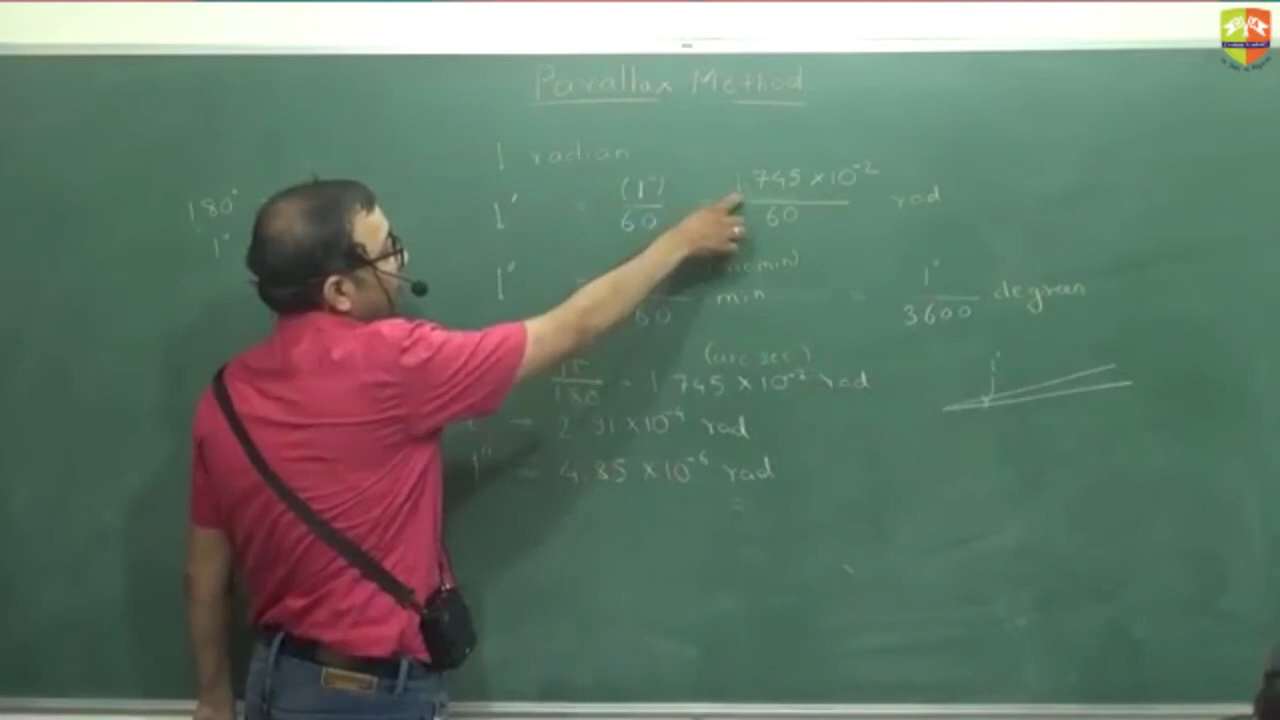 Parallax Method
1 radian
1' = (1°)/60 = 1.745 × 10⁻² / 60 rad
180°
1°
1" = /60 min = 1°/3600 degrees
(arc sec)
π/180 = 1.745 × 10⁻² rad
1' = 2.91 × 10⁻⁴ rad
1" = 4.85 × 10⁻⁶ rad